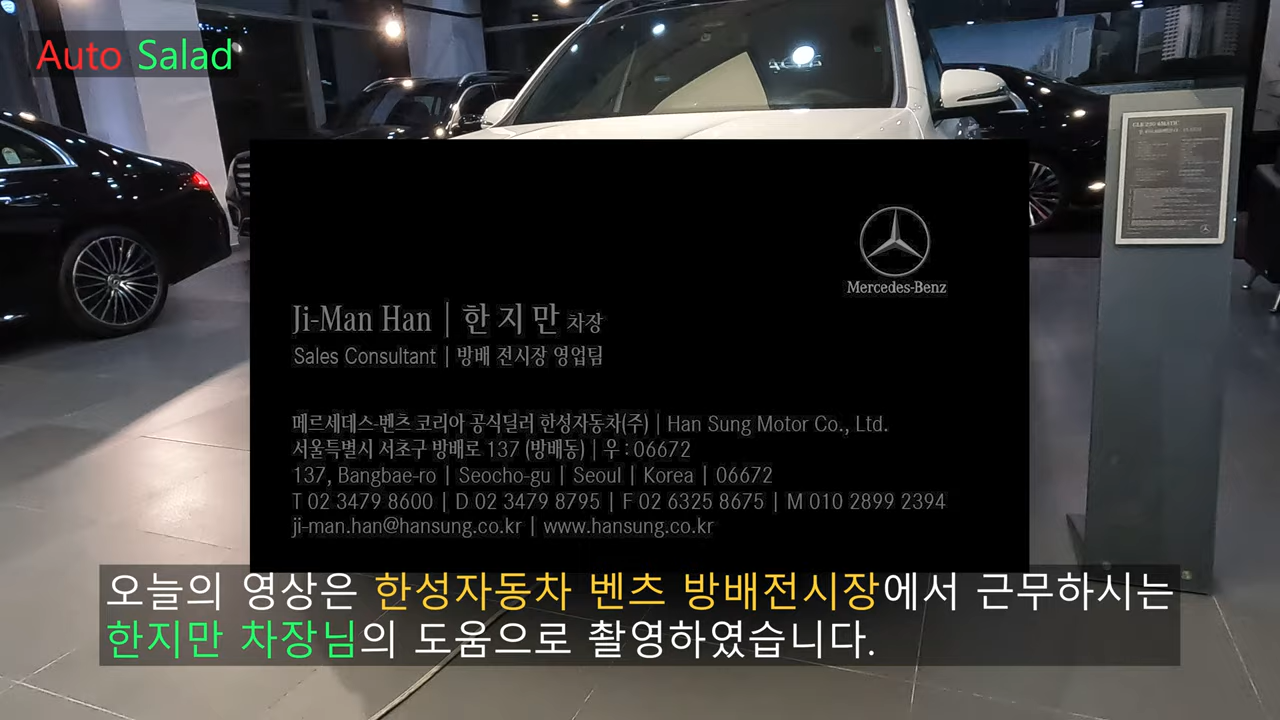 Auto Salad
Mercedes-Benz
Ji-Man Han | 한 지 만 차장
Sales Consultant | 방배 전시장 영업팀
메르세데스-벤츠 코리아 공식딜러 한성자동차(주) | Han Sung Motor Co., Ltd.
서울특별시 서초구 방배로 137 (방배동) | 우 : 06672
137, Bangbae-ro | Seocho-gu | Seoul | Korea | 06672
T 02 3479 8600 | D 02 3479 8795 | F 02 6325 8675 | M 010 2899 2394
ji-man.han@hansung.co.kr | www.hansung.co.kr
오늘의 영상은 한성자동차 벤츠 방배전시장에서 근무하시는
한지만 차장님의 도움으로 촬영하였습니다.